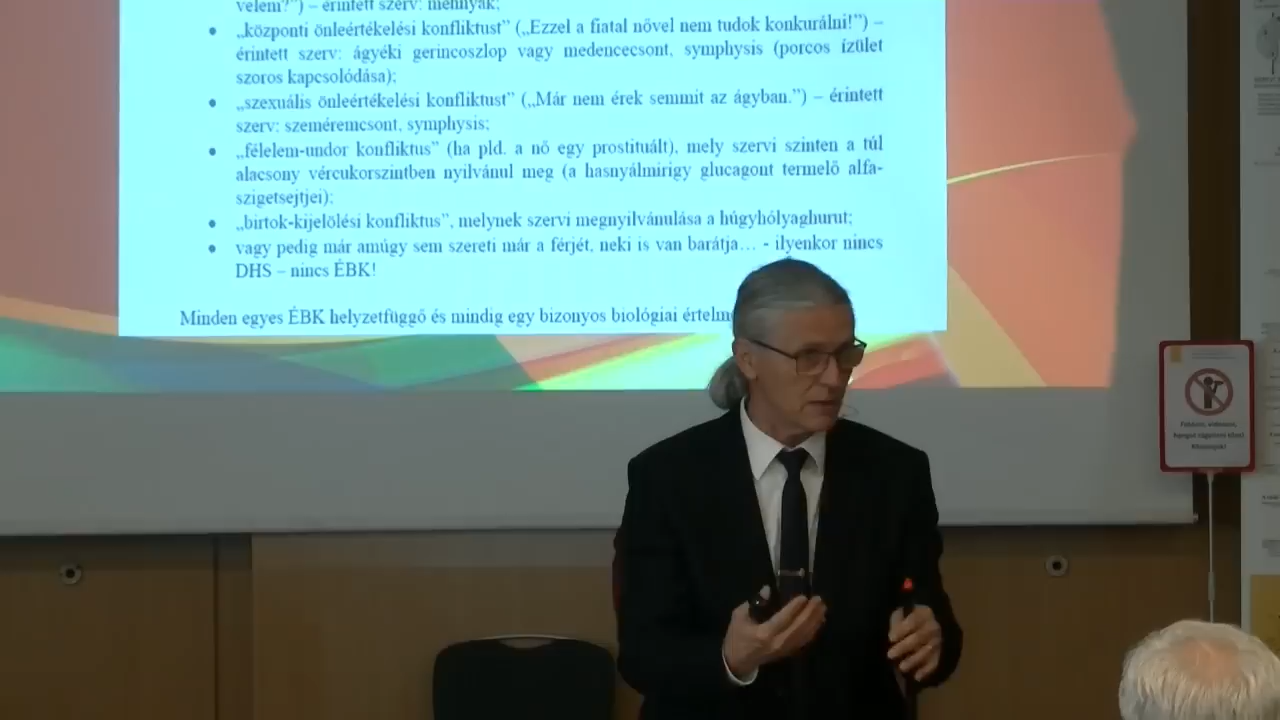 velem?") – érintett szerv: méhnyak;
• „központi önleértékelési konfliktust" („Ezzel a fiatal nővel nem tudok konkurálni!") –
érintett szerv: ágyéki gerincoszlop vagy medencecsont, symphysis (porcos ízület
szoros kapcsolódása);
• „szexuális önleértékelési konfliktust" („Már nem érek semmit az ágyban.") – érintett
szerv: szeméremcsont, symphysis;
• „félelem-undor konfliktus" (ha pld. a nő egy prostituált), mely szervi szinten a túl
alacsony vércukorszintben nyilvánul meg (a hasnyálmirigy glucagont termelő alfa-
szigetsejtjei);
• „birtok-kijelölési konfliktus", melynek szervi megnyilvánulása a húgyhólyaghurut;
• vagy pedig már amúgy sem szereti már a férjét, neki is van barátja… - ilyenkor nincs
DHS – nincs ÉBK!
Minden egyes ÉBK helyzetfüggő és mindig egy bizonyos biológiai